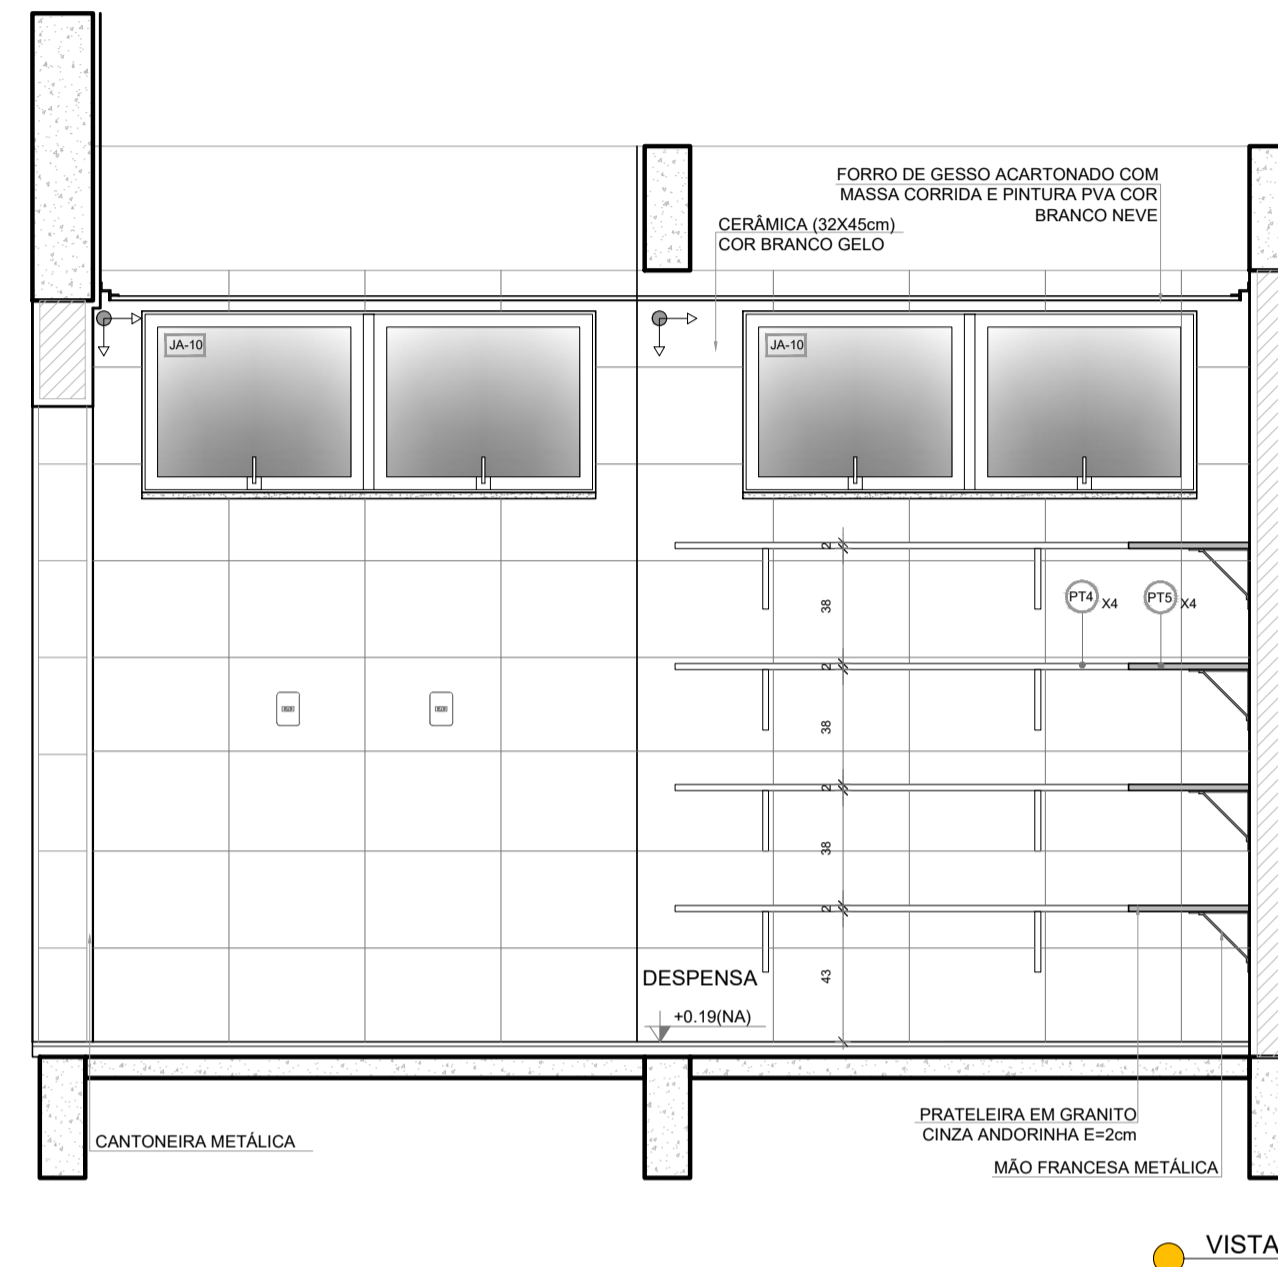 FORRO DE GESSO ACARTONADO COM
MASSA CORRIDA E PINTURA PVA COR
BRANCO NEVE
CERÂMICA (32X45cm)
COR BRANCO GELO
JA-10
JA-10
2
38
PT4 X4
PT5 X4
2
38
2
38
2
43
DESPENSA
+0.19(NA)
PRATELEIRA EM GRANITO
CINZA ANDORINHA E=2cm
CANTONEIRA METÁLICA
MÃO FRANCESA METÁLICA
VISTA